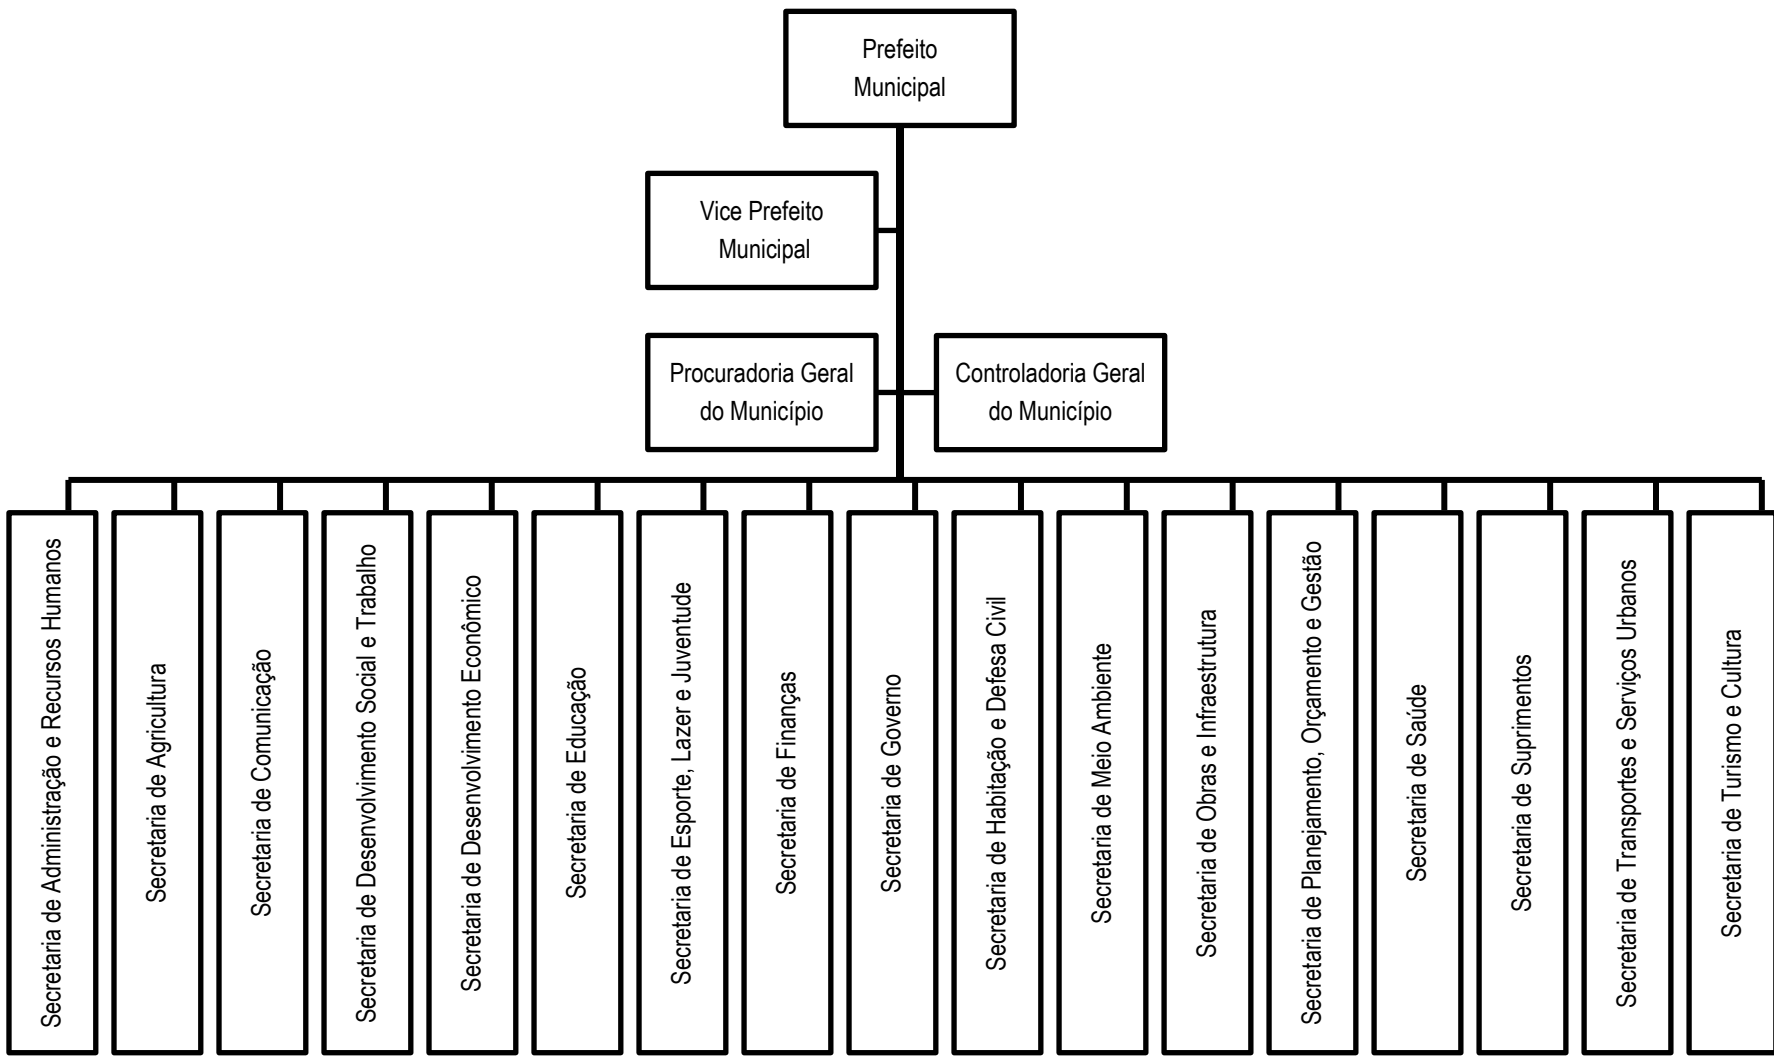 Prefeito
Municipal
Vice Prefeito
Municipal
Procuradoria Geral
do Município
Controladoria Geral
do Município
Secretaria de Administração e Recursos Humanos
Secretaria de Agricultura
Secretaria de Comunicação
Secretaria de Desenvolvimento Social e Trabalho
Secretaria de Desenvolvimento Econômico
Secretaria de Educação
Secretaria de Esporte, Lazer e Juventude
Secretaria de Finanças
Secretaria de Governo
Secretaria de Habitação e Defesa Civil
Secretaria de Meio Ambiente
Secretaria de Obras e Infraestrutura
Secretaria de Planejamento, Orçamento e Gestão
Secretaria de Saúde
Secretaria de Suprimentos
Secretaria de Transportes e Serviços Urbanos
Secretaria de Turismo e Cultura